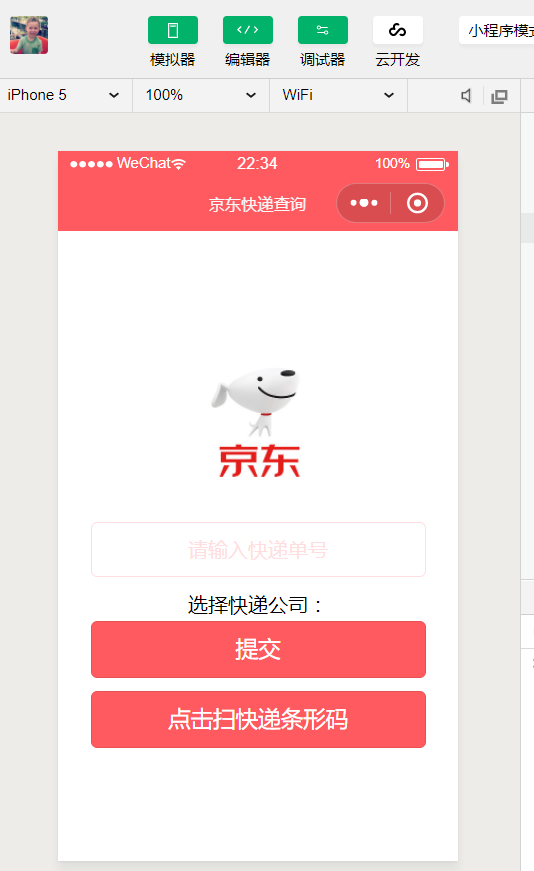 模拟器 编辑器 调试器 云开发 小程序模式
iPhone 5 100% WiFi
WeChat 22:34 100%
京东快递查询
京东
请输入快递单号
选择快递公司：
提交
点击扫快递条形码